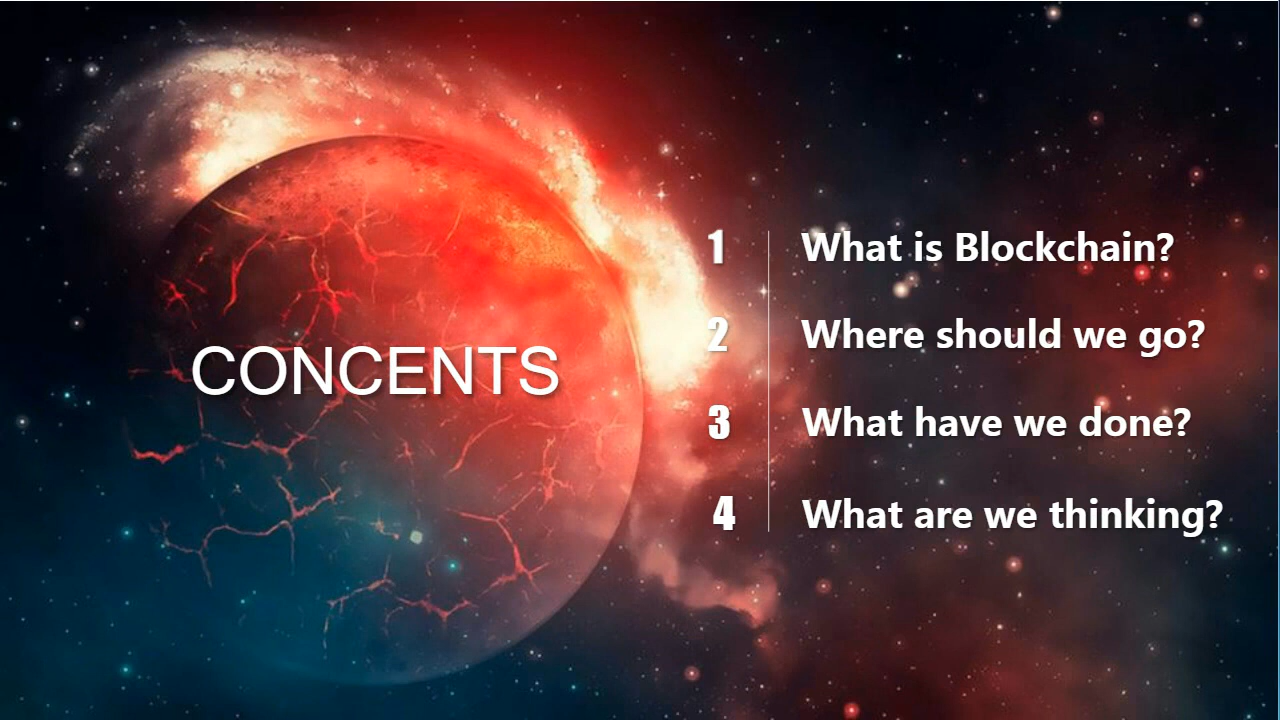 CONCENTS
1 What is Blockchain?
2 Where should we go?
3 What have we done?
4 What are we thinking?